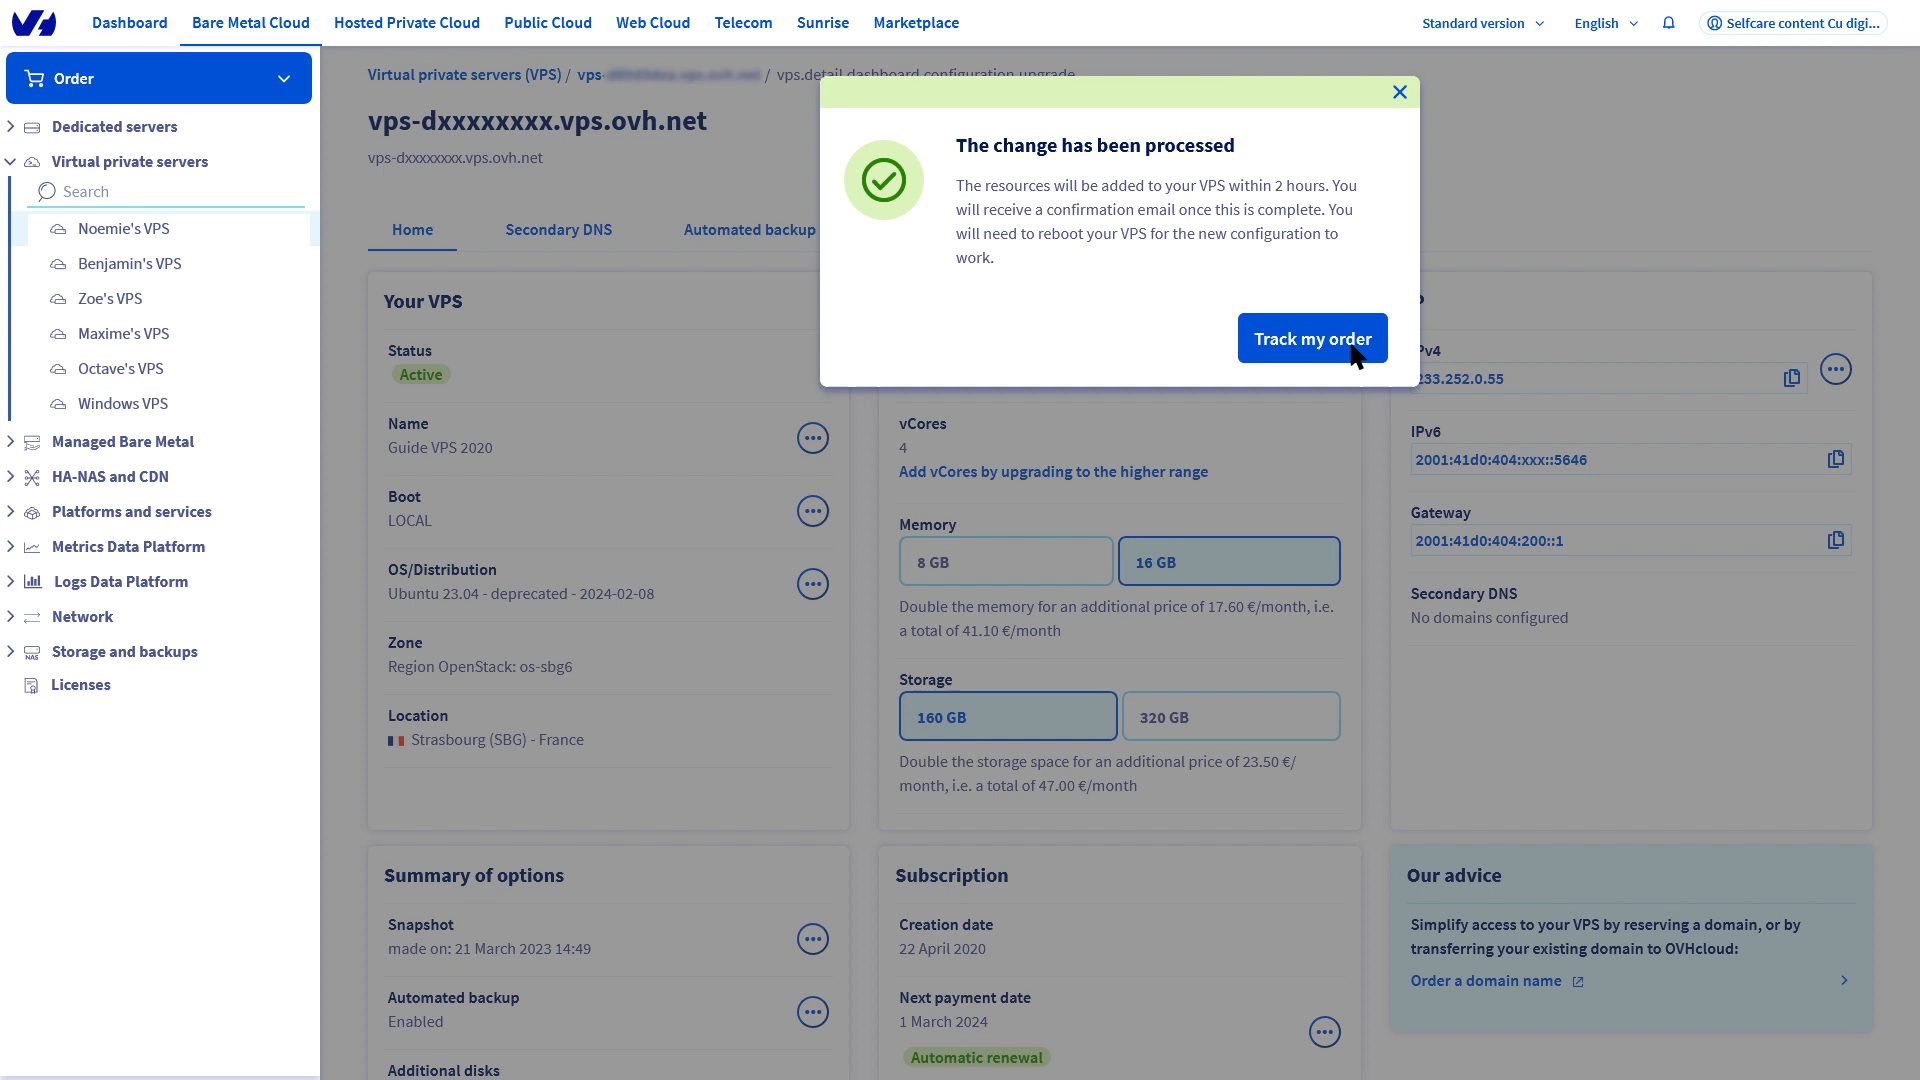 Dashboard
Bare Metal Cloud
Hosted Private Cloud
Public Cloud
Web Cloud
Telecom
Sunrise
Marketplace
Standard version
English
Selfcare content Cu digi...
Order
Dedicated servers
Virtual private servers
Search
Noemie's VPS
Benjamin's VPS
Zoe's VPS
Maxime's VPS
Octave's VPS
Windows VPS
Managed Bare Metal
HA-NAS and CDN
Platforms and services
Metrics Data Platform
Logs Data Platform
Network
Storage and backups
Licenses
Virtual private servers (VPS) / vps- / vps.detail.dashboard.configuration.upgrade
vps-dxxxxxxxx.vps.ovh.net
vps-dxxxxxxxx.vps.ovh.net
Home
Secondary DNS
Automated backup
The change has been processed
The resources will be added to your VPS within 2 hours. You
will receive a confirmation email once this is complete. You
will need to reboot your VPS for the new configuration to
work.
Track my order
Your VPS
Status
Active
Name
Guide VPS 2020
Boot
LOCAL
OS/Distribution
Ubuntu 23.04 - deprecated - 2024-02-08
Zone
Region OpenStack: os-sbg6
Location
Strasbourg (SBG) - France
vCores
4
Add vCores by upgrading to the higher range
Memory
8 GB
16 GB
Double the memory for an additional price of 17.60 €/month, i.e.
a total of 41.10 €/month
Storage
160 GB
320 GB
Double the storage space for an additional price of 23.50 €/
month, i.e. a total of 47.00 €/month
Pv4
233.252.0.55
IPv6
2001:41d0:404:xxx::5646
Gateway
2001:41d0:404:200::1
Secondary DNS
No domains configured
Summary of options
Snapshot
made on: 21 March 2023 14:49
Automated backup
Enabled
Additional disks
Subscription
Creation date
22 April 2020
Next payment date
1 March 2024
Automatic renewal
Our advice
Simplify access to your VPS by reserving a domain, or by
transferring your existing domain to OVHcloud:
Order a domain name